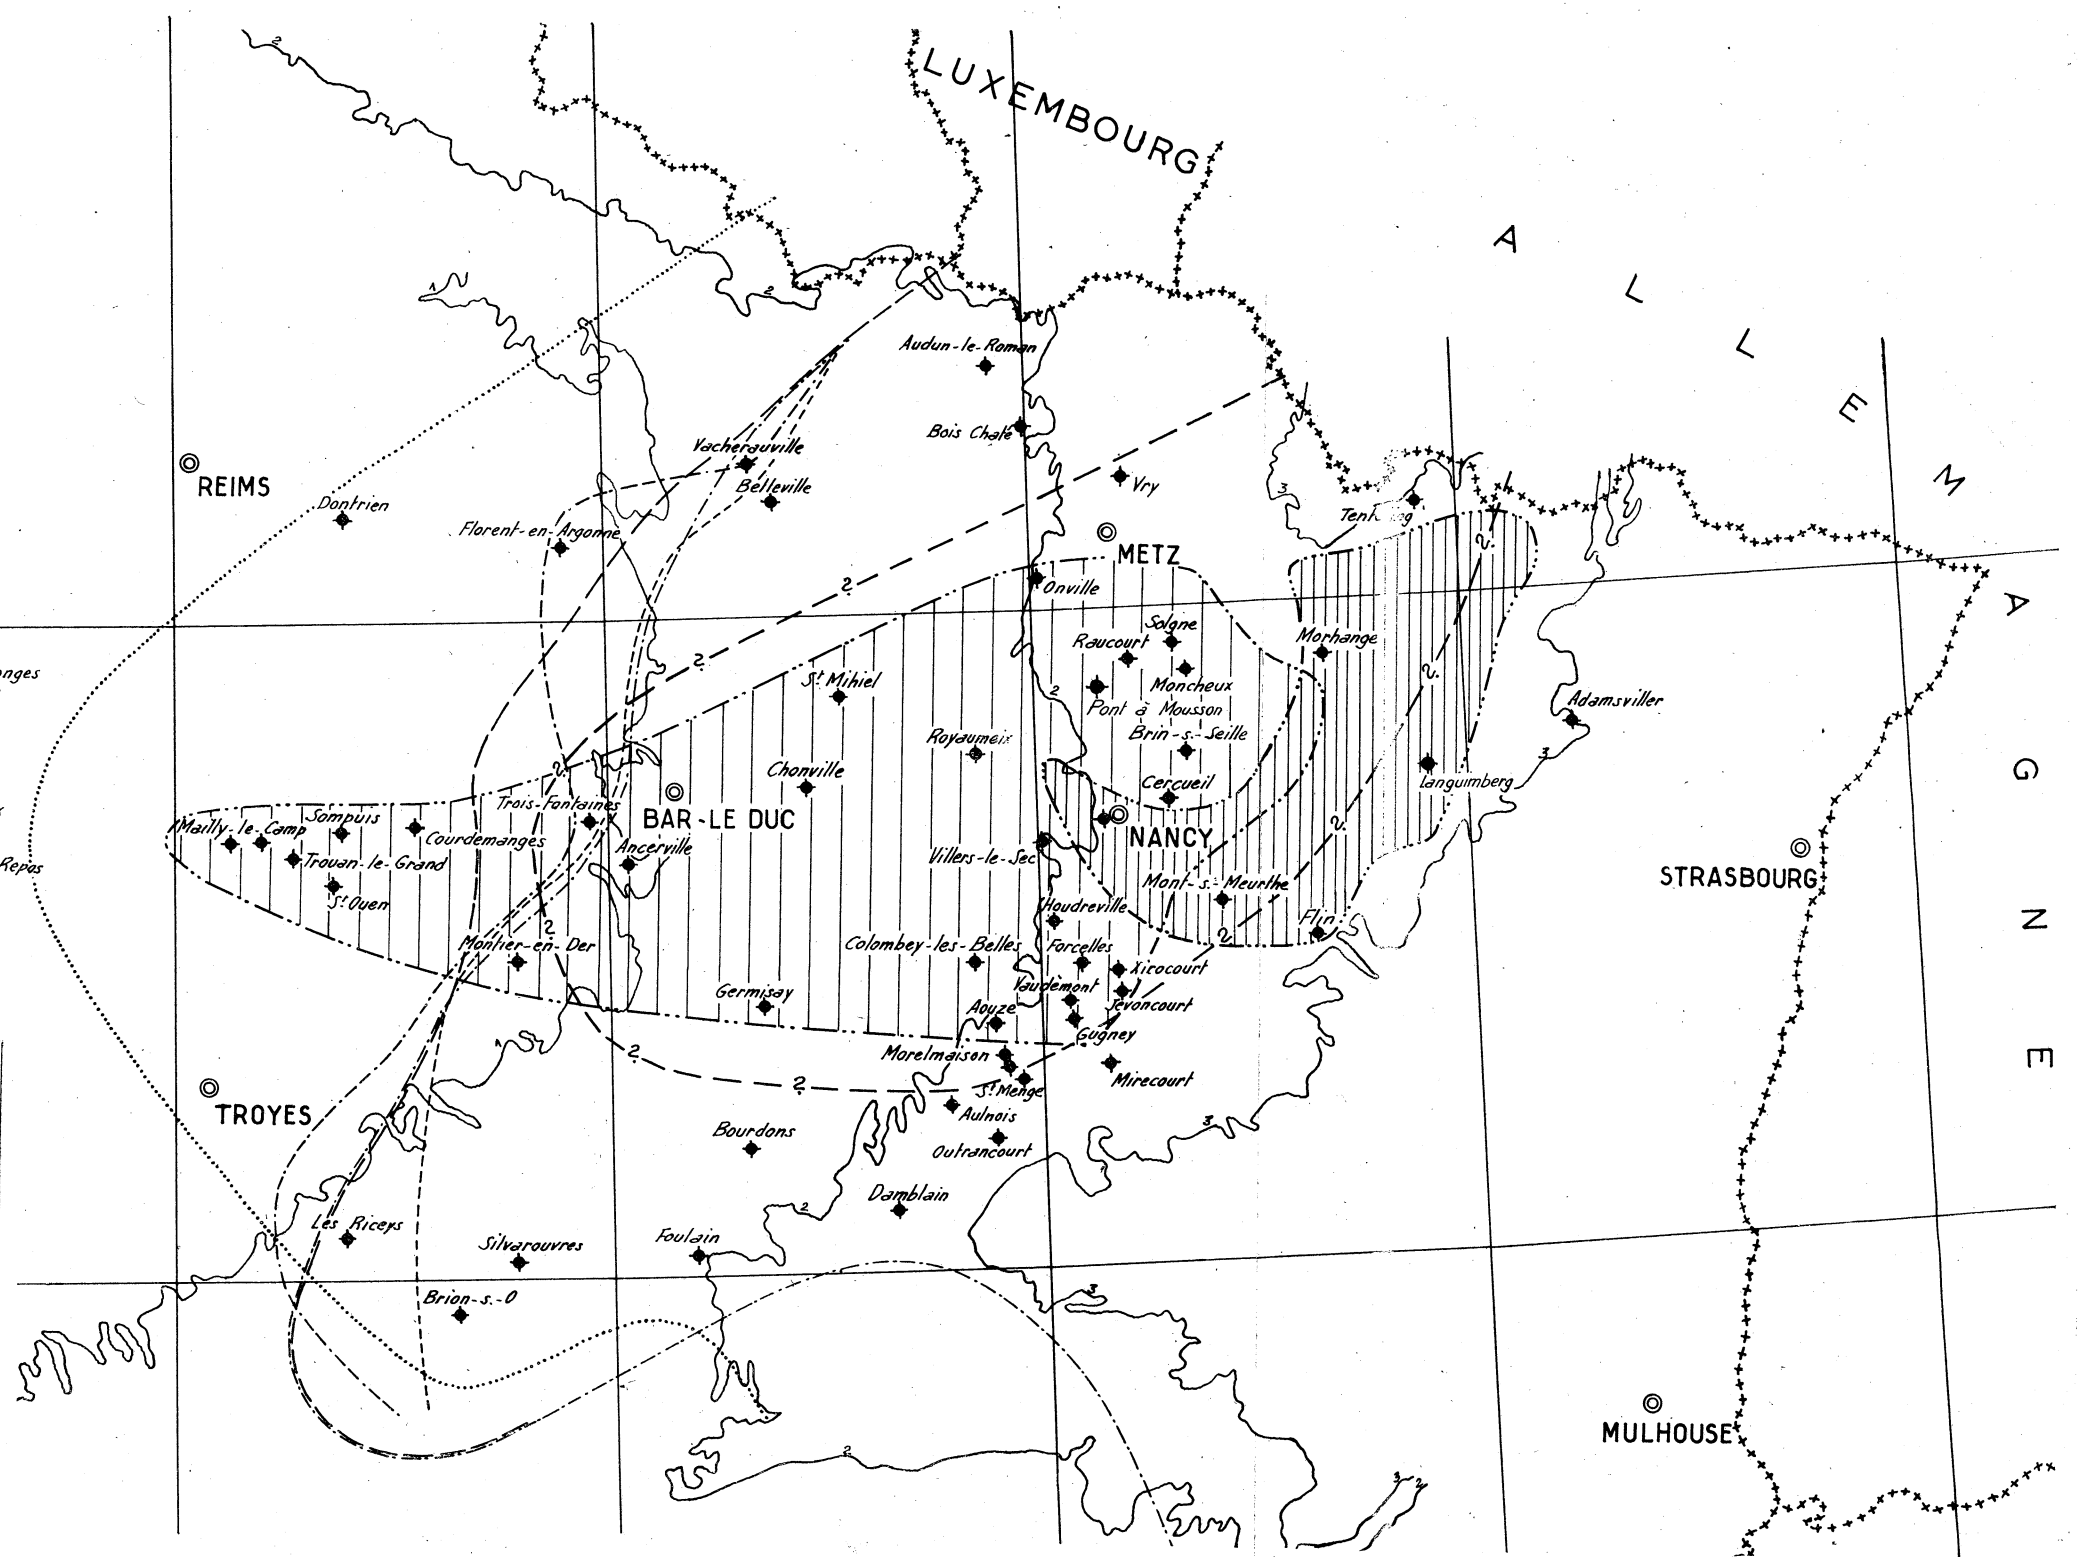 LUXEMBOURG
ALLEMAGNE
Audun-le-Roman
Bois Chaté
Vacherauville
Belleville
Vry
REIMS
Dontrien
Florent-en-Argonne
METZ
Onville
Solgne
Raucourt
Morhange
Moncheux
St Mihiel
Pont à Mousson
Adamsviller
Brin-s-Seille
Royaumeix
Chonville
Cercueil
Languimberg
Trois-Fontaines
BAR-LE DUC
Sompuis
Mailly-le-Camp
Courdemanges
NANCY
Ancerville
Villers-le-Sec
Trouan-le-Grand
Repos
STRASBOURG
Mont-s.-Meurthe
St Ouen
Houdreville
Flin
Montier-en-Der
Colombey-les-Belles
Forcelles
Xirocourt
Vaudèmont
Germisay
Jevoncourt
Aouze
Gugney
Morelmaison
Mirecourt
St Menge
TROYES
Aulnois
Bourdons
Outrancourt
Damblain
Les Riceys
Silvarouvres
Foulain
Brion-s.-O
MULHOUSE